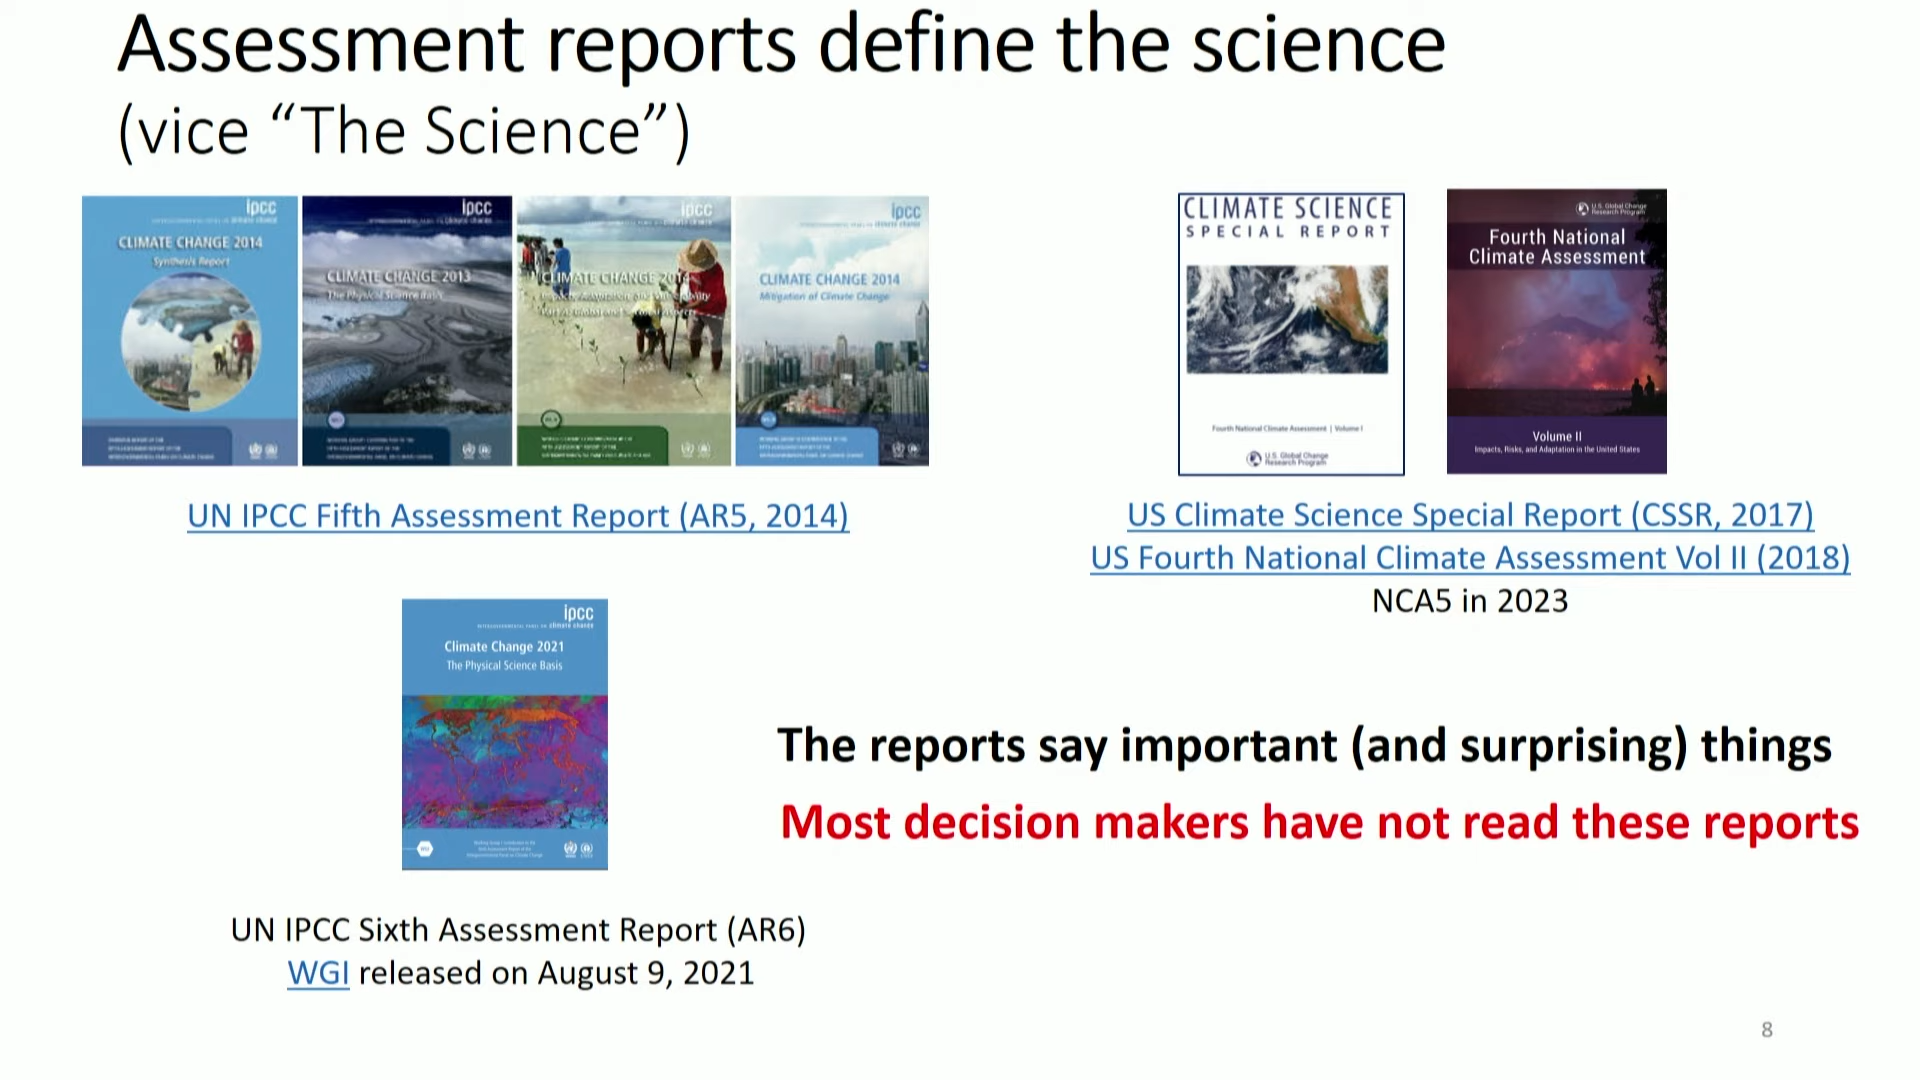 Assessment reports define the science
(vice “The Science”)
ipcc
CLIMATE CHANGE 2014
Synthesis Report
ipcc
CLIMATE CHANGE 2013
The Physical Science Basis
ipcc
CLIMATE CHANGE 2014
ipcc
CLIMATE CHANGE 2014
Mitigation of Climate Change
UN IPCC Fifth Assessment Report (AR5, 2014)
CLIMATE SCIENCE
SPECIAL REPORT
Fourth National Climate Assessment | Volume I
U.S. Global Change
Research Program
U.S. Global Change
Research Program
Fourth National
Climate Assessment
Volume II
Impacts, Risks, and Adaptation in the United States
US Climate Science Special Report (CSSR, 2017)
US Fourth National Climate Assessment Vol II (2018)
NCA5 in 2023
ipcc
Climate Change 2021
The Physical Science Basis
The reports say important (and surprising) things
Most decision makers have not read these reports
UN IPCC Sixth Assessment Report (AR6)
WGI released on August 9, 2021
8